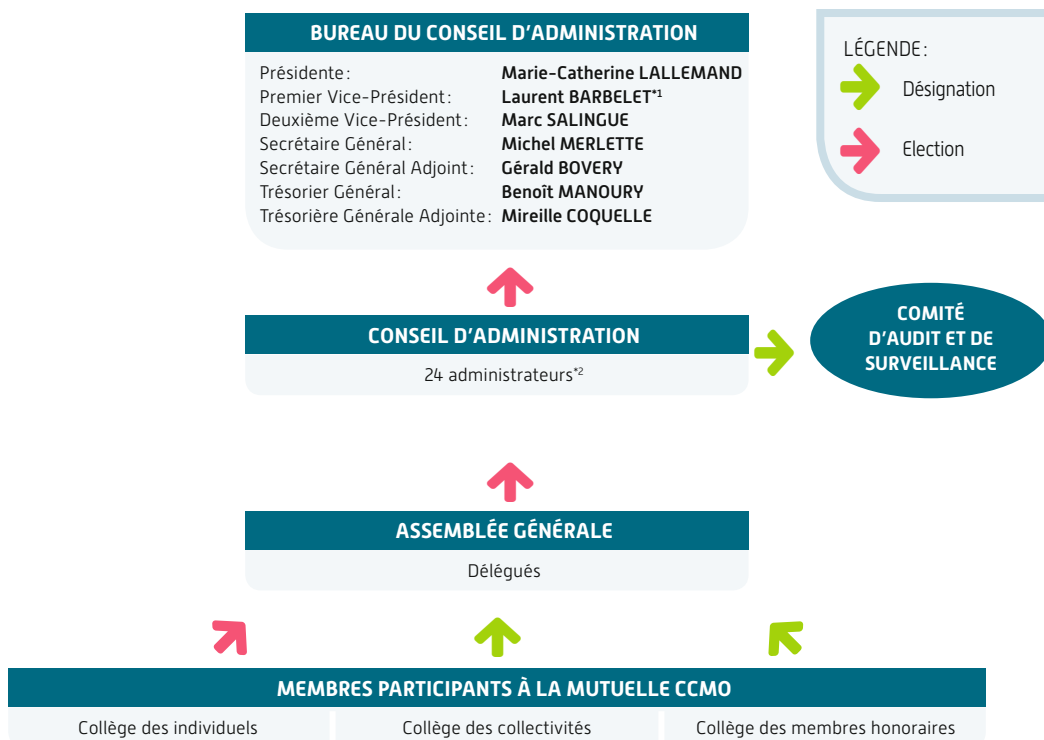 BUREAU DU CONSEIL D'ADMINISTRATION
Présidente : Marie-Catherine LALLEMAND
Premier Vice-Président : Laurent BARBELET*1
Deuxième Vice-Président : Marc SALINGUE
Secrétaire Général : Michel MERLETTE
Secrétaire Général Adjoint : Gérald BOVERY
Trésorier Général : Benoît MANOURY
Trésorière Générale Adjointe : Mireille COQUELLE
LÉGENDE :
Désignation
Election
CONSEIL D'ADMINISTRATION
24 administrateurs*2
COMITÉ
D'AUDIT ET DE
SURVEILLANCE
ASSEMBLÉE GÉNÉRALE
Délégués
MEMBRES PARTICIPANTS À LA MUTUELLE CCMO
Collège des individuels
Collège des collectivités
Collège des membres honoraires